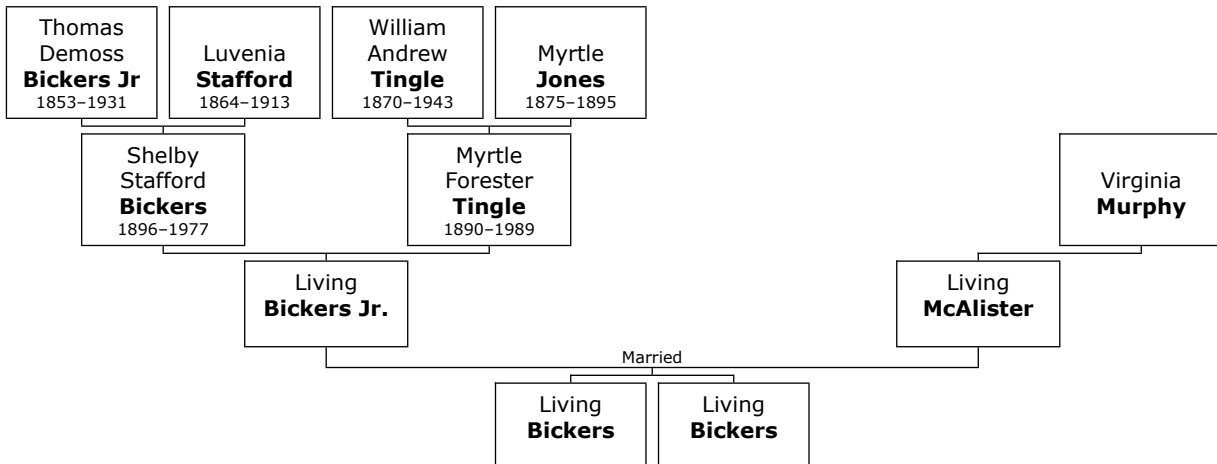 Thomas
Demoss
Bickers Jr
1853–1931
Luvenia
Stafford
1864–1913
William
Andrew
Tingle
1870–1943
Myrtle
Jones
1875–1895
Shelby
Stafford
Bickers
1896–1977
Myrtle
Forester
Tingle
1890–1989
Virginia
Murphy
Living
Bickers Jr.
Living
McAlister
Married
Living
Bickers
Living
Bickers